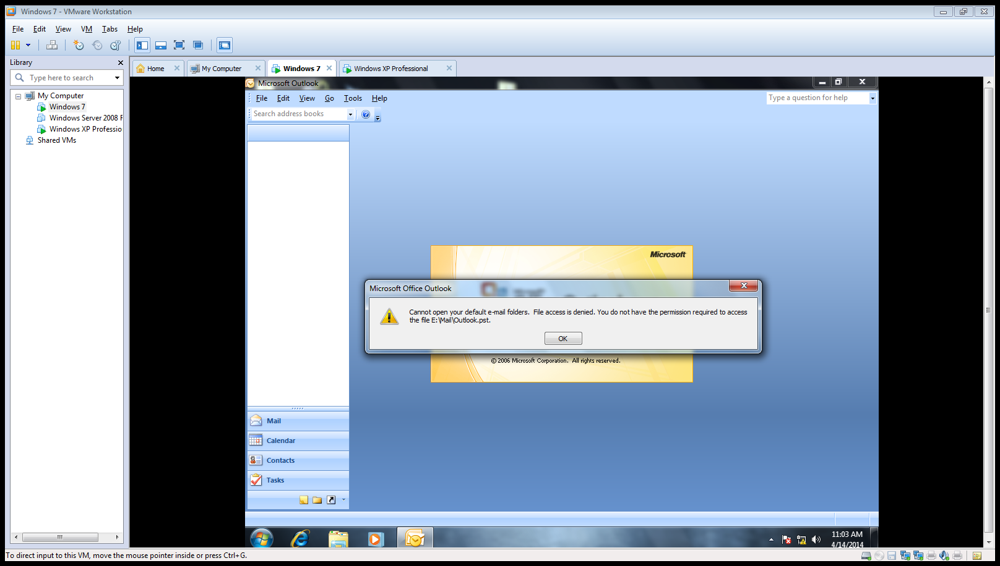 Windows 7 - VMware Workstation
File Edit View VM Tabs Help
Library
Type here to search
My Computer
Windows 7
Windows Server 2008 R
Windows XP Professio
Shared VMs
Home My Computer Windows 7 Windows XP Professional
Microsoft Outlook
File Edit View Go Tools Help
Type a question for help
Search address books
Microsoft
Microsoft Office Outlook
Cannot open your default e-mail folders. File access is denied. You do not have the permission required to access
the file E:\Mail\Outlook.pst.
OK
© 2006 Microsoft Corporation. All rights reserved.
Mail
Calendar
Contacts
Tasks
11:03 AM
4/14/2014
To direct input to this VM, move the mouse pointer inside or press Ctrl+G.